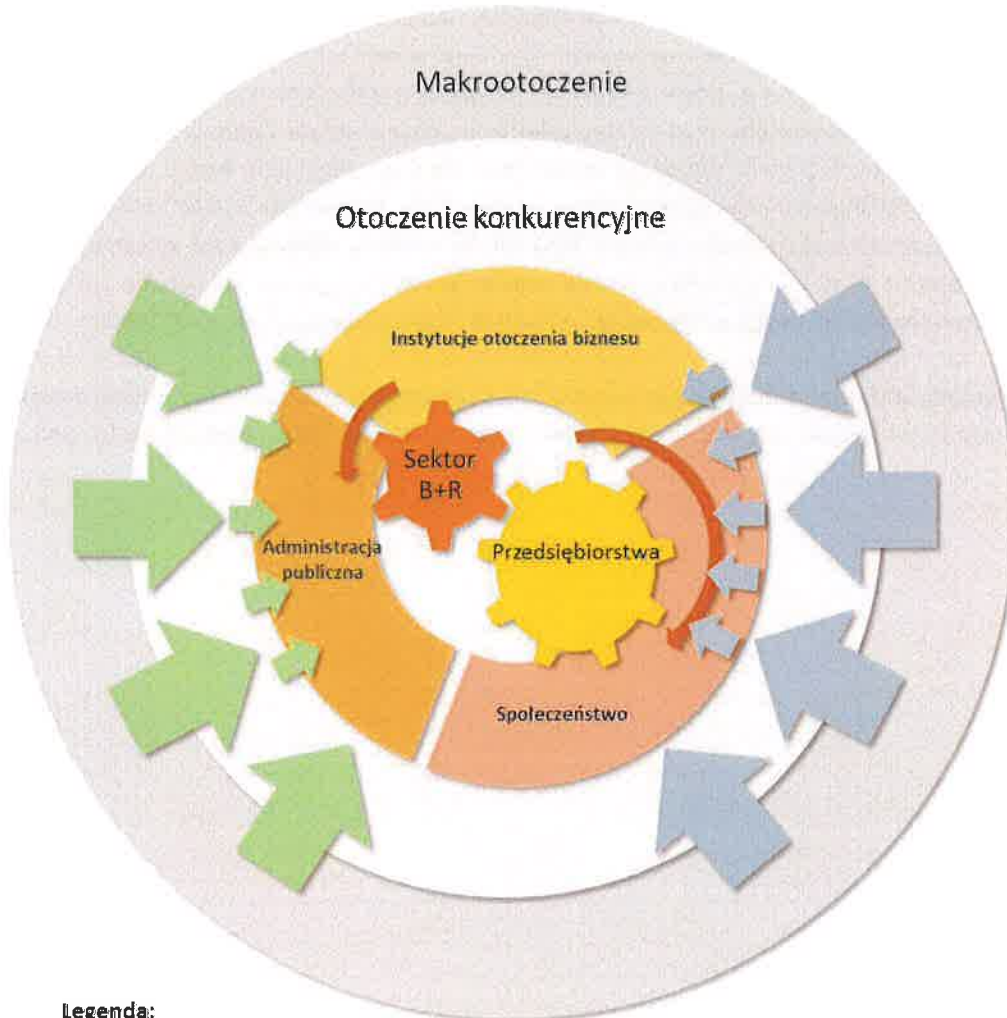 Makrootoczenie
Otoczenie konkurencyjne
Instytucje otoczenia biznesu
Sektor
B+R
Przedsiębiorstwa
Administracja
publiczna
Społeczeństwo
Legenda: